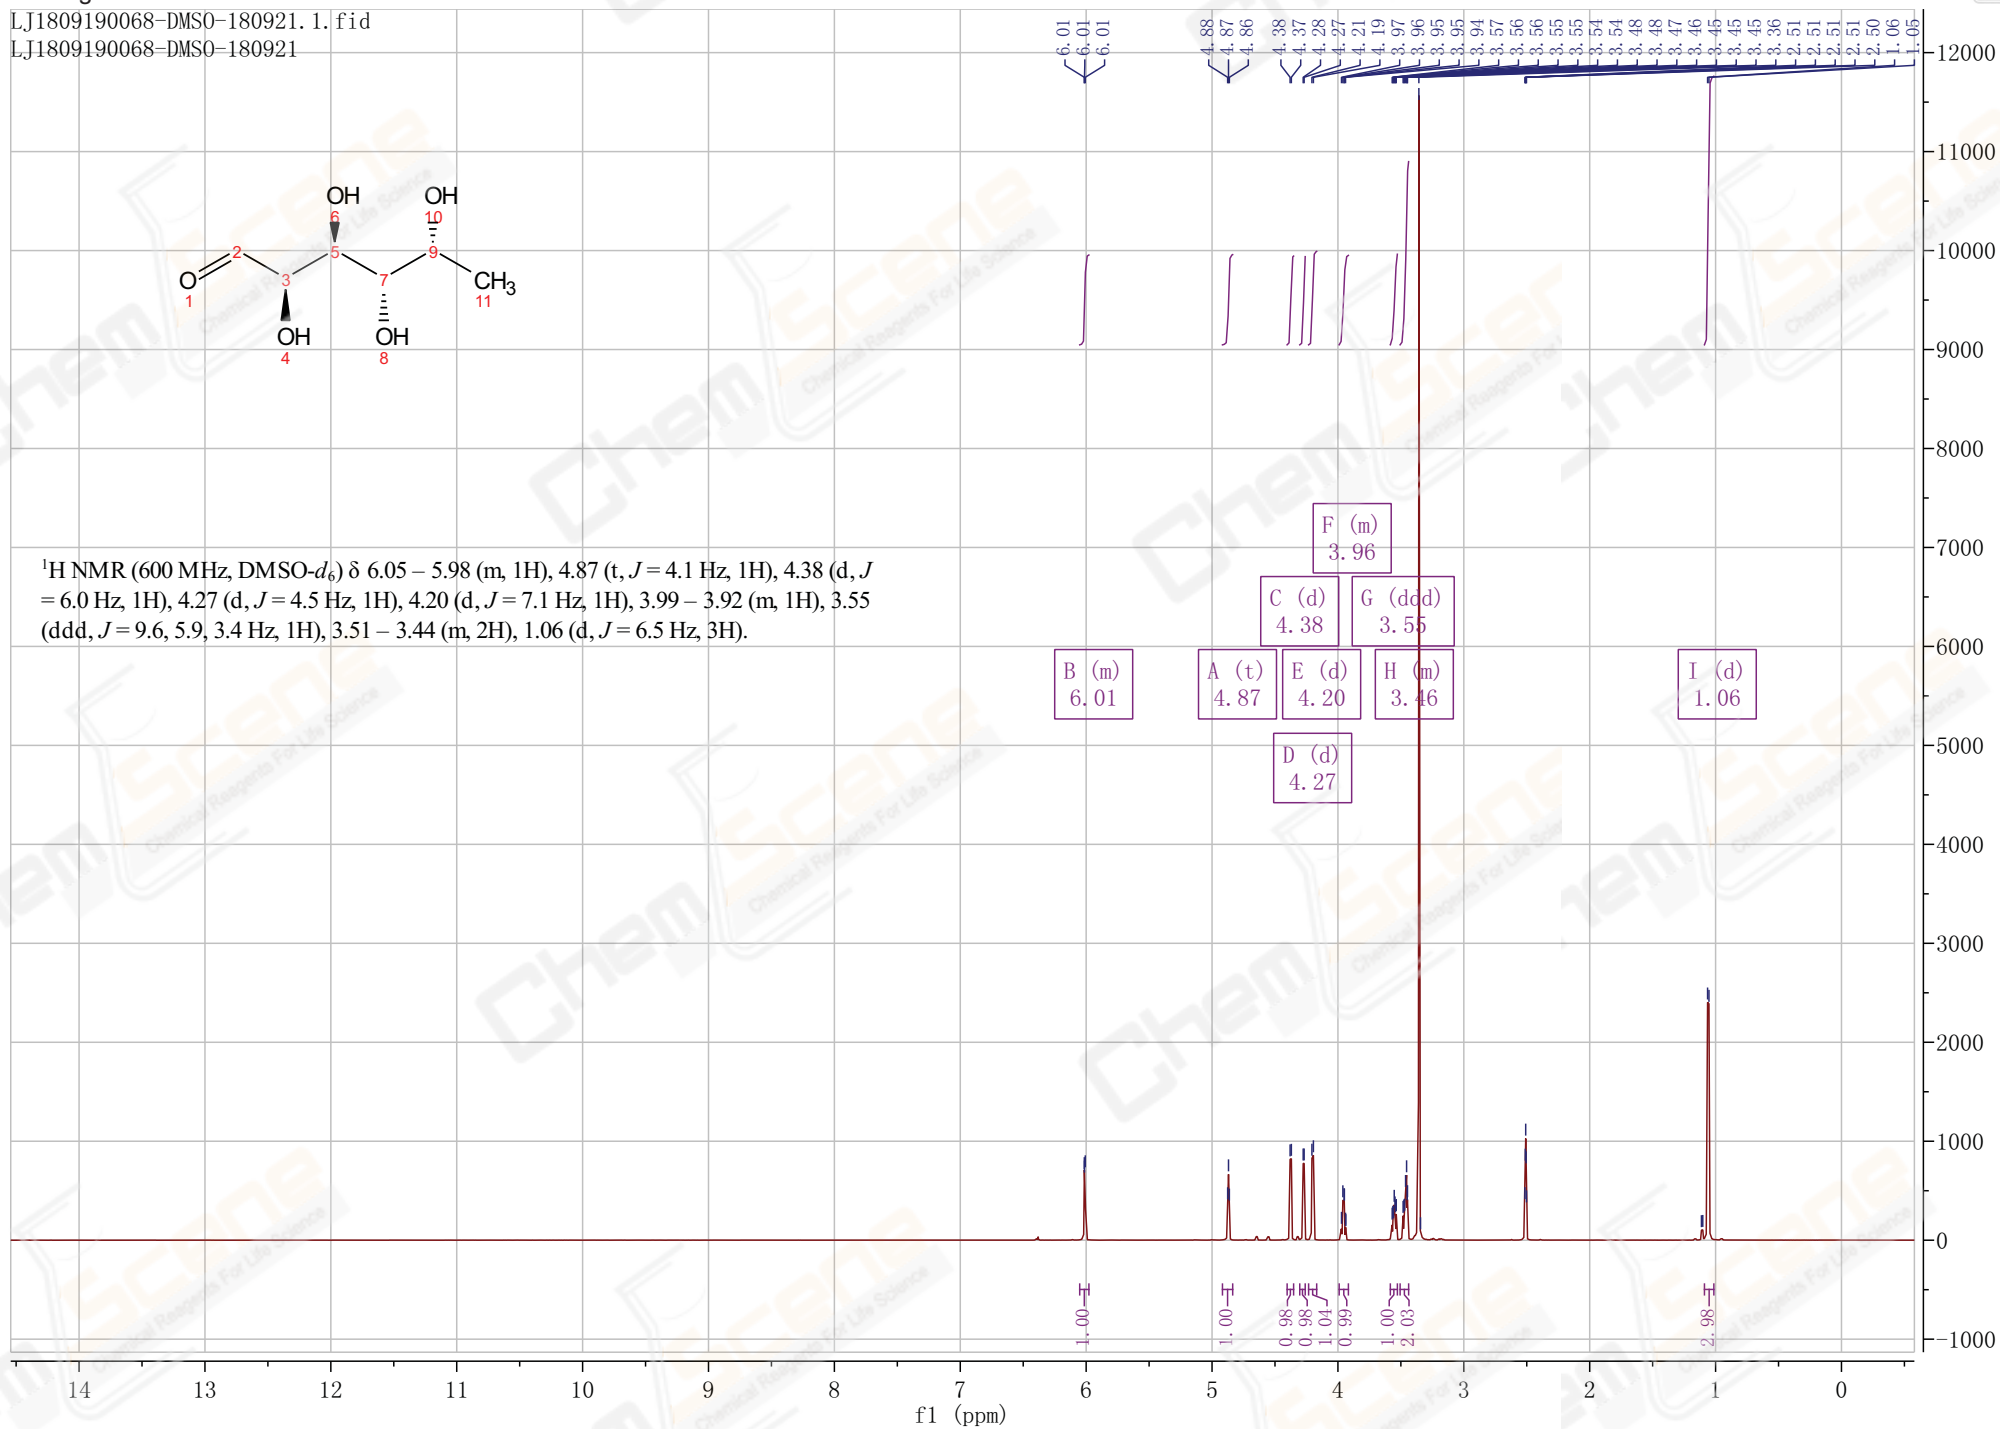 LJ1809190068-DMSO-180921.1.fid
LJ1809190068-DMSO-180921
6.01 6.01 6.01 4.88 4.87 4.86 4.38 4.37 4.28 4.27 4.21 4.19 3.97 3.96 3.95 3.95 3.94 3.57 3.56 3.56 3.55 3.55 3.54 3.54 3.48 3.48 3.47 3.46 3.45 3.45 3.36 2.51 2.51 2.51 2.51 2.50 1.06 1.05
12000
11000
10000
9000
8000
7000
6000
5000
4000
3000
2000
1000
0
-1000
OH OH
6 10
2 5 9
O 3 7 CH3
1 11
OH OH
4 8
1H NMR (600 MHz, DMSO-d6) δ 6.05 – 5.98 (m, 1H), 4.87 (t, J = 4.1 Hz, 1H), 4.38 (d, J
= 6.0 Hz, 1H), 4.27 (d, J = 4.5 Hz, 1H), 4.20 (d, J = 7.1 Hz, 1H), 3.99 – 3.92 (m, 1H), 3.55
(ddd, J = 9.6, 5.9, 3.4 Hz, 1H), 3.51 – 3.44 (m, 2H), 1.06 (d, J = 6.5 Hz, 3H).
F (m)
3.96
C (d)
4.38
G (ddd)
3.55
B (m)
6.01
A (t)
4.87
E (d)
4.20
H (m)
3.46
I (d)
1.06
D (d)
4.27
1.00 1.00 0.98 0.98 1.04 0.99 1.00 2.03 2.98
14 13 12 11 10 9 8 7 6 5 4 3 2 1 0
f1 (ppm)
ChemScene
Chemical Reagents For Life Science